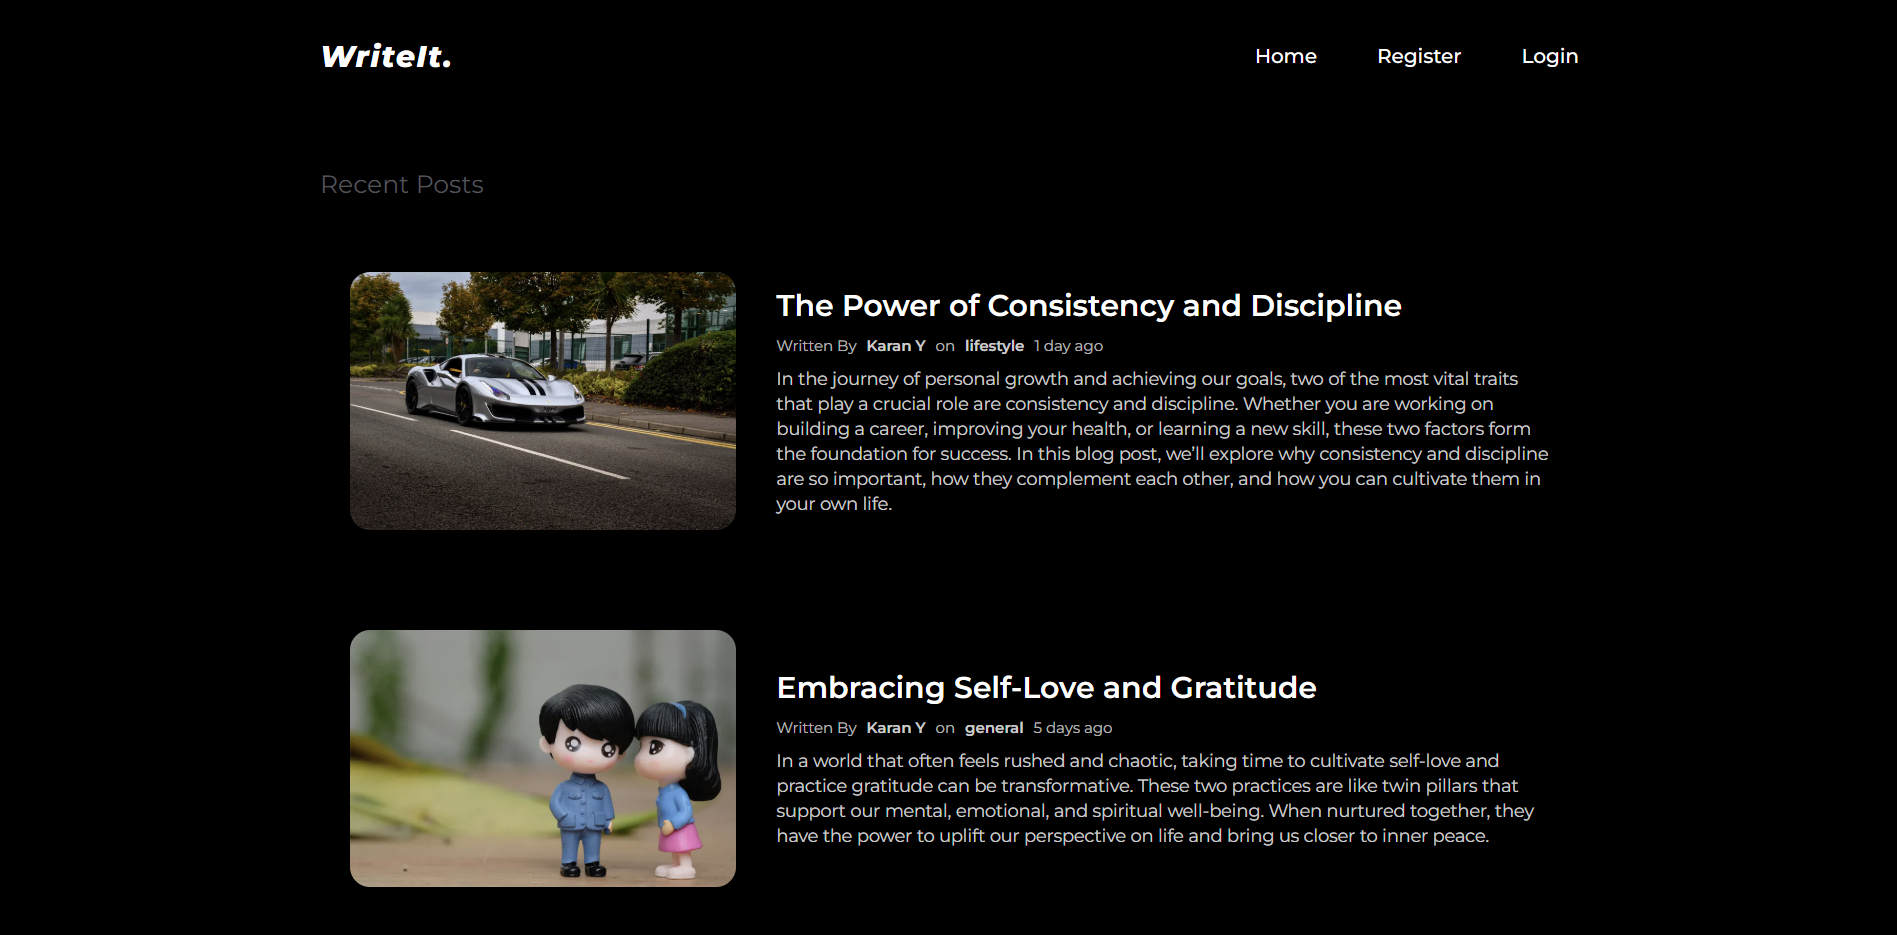 WriteIt.
Home Register Login
Recent Posts
The Power of Consistency and Discipline
Written By Karan Y on lifestyle 1 day ago
In the journey of personal growth and achieving our goals, two of the most vital traits
that play a crucial role are consistency and discipline. Whether you are working on
building a career, improving your health, or learning a new skill, these two factors form
the foundation for success. In this blog post, we’ll explore why consistency and discipline
are so important, how they complement each other, and how you can cultivate them in
your own life.
Embracing Self-Love and Gratitude
Written By Karan Y on general 5 days ago
In a world that often feels rushed and chaotic, taking time to cultivate self-love and
practice gratitude can be transformative. These two practices are like twin pillars that
support our mental, emotional, and spiritual well-being. When nurtured together, they
have the power to uplift our perspective on life and bring us closer to inner peace.